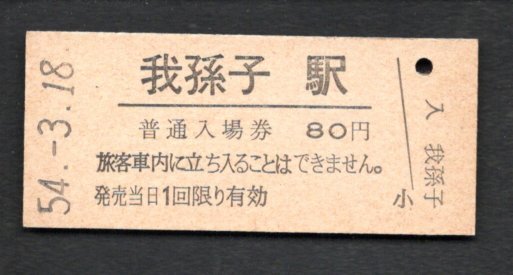 54.-3.18
我孫子 駅
普通入場券 80円
旅客車内に立ち入ることはできません。
発売当日1回限り有効
入 我孫子
小